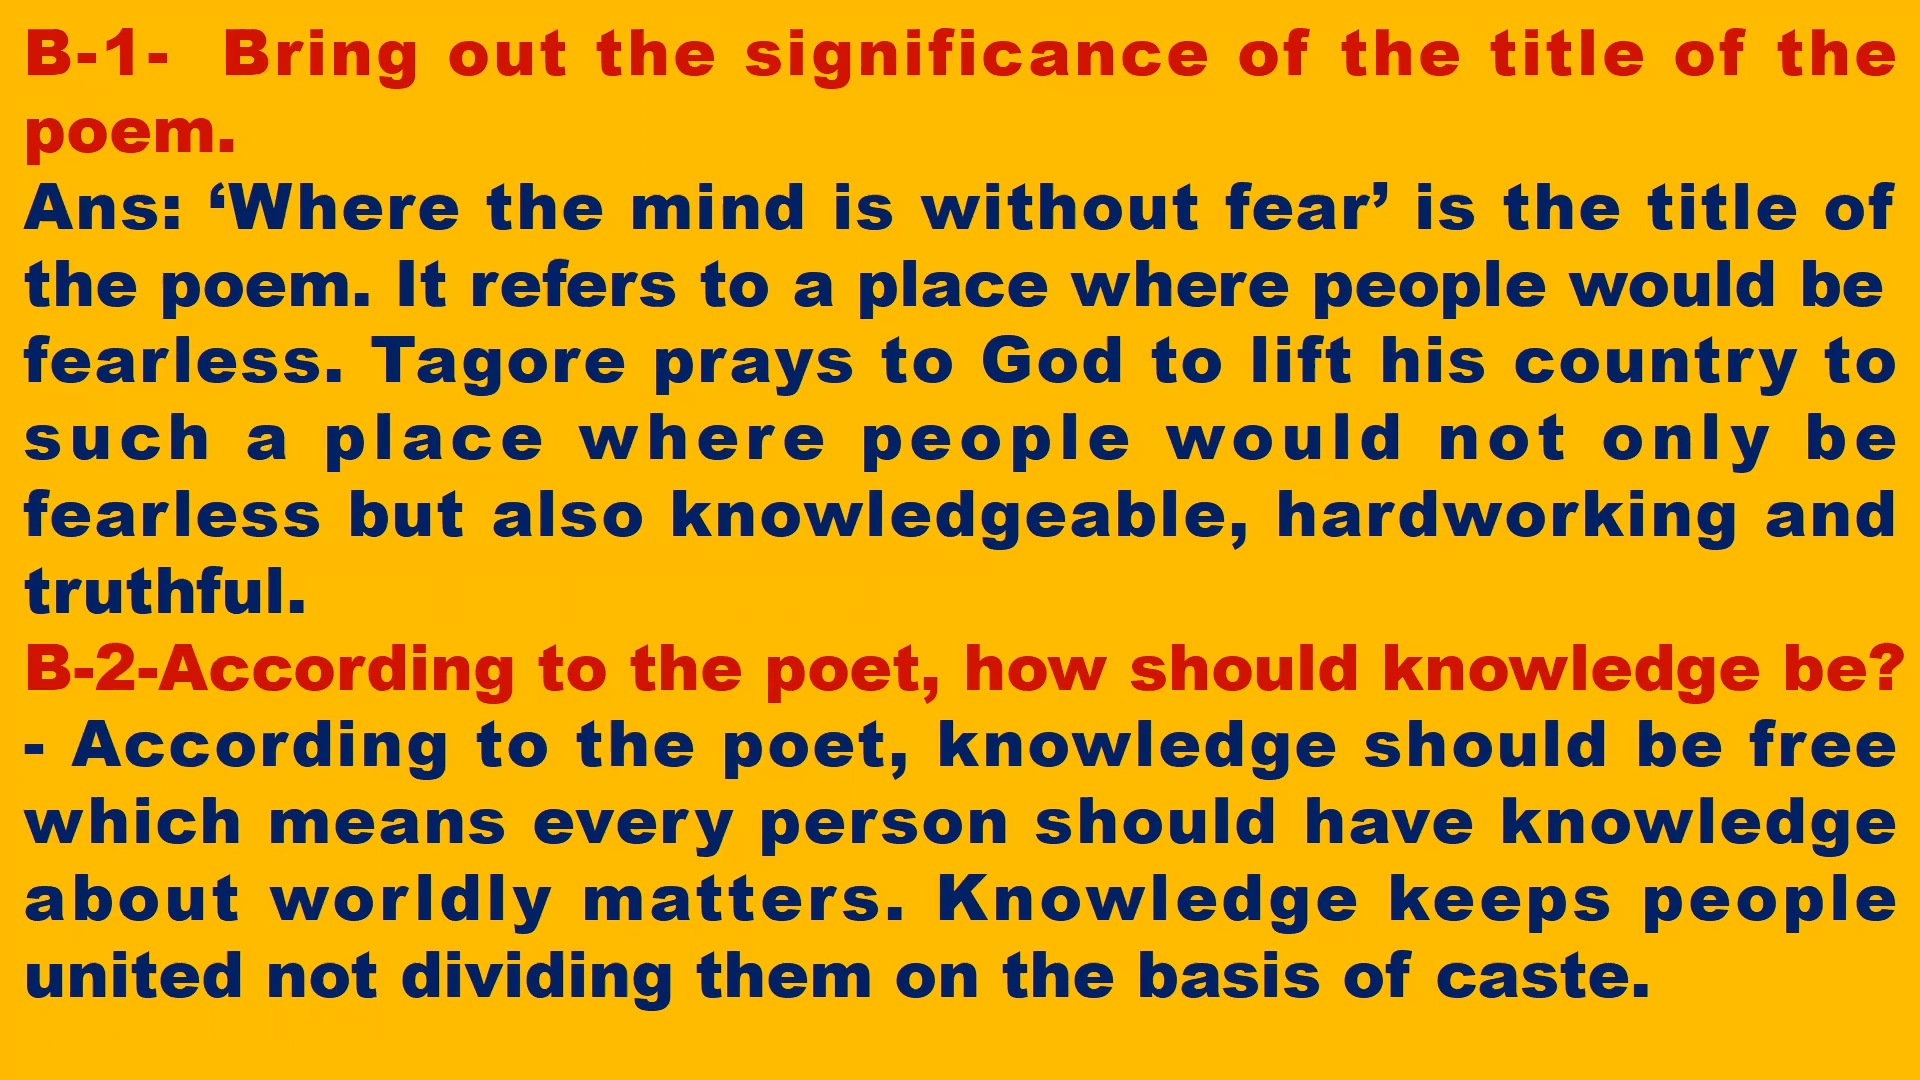 B-1- Bring out the significance of the title of the
poem.
Ans: ‘Where the mind is without fear’ is the title of
the poem. It refers to a place where people would be
fearless. Tagore prays to God to lift his country to
such a place where people would not only be
fearless but also knowledgeable, hardworking and
truthful.
B-2-According to the poet, how should knowledge be?
- According to the poet, knowledge should be free
which means every person should have knowledge
about worldly matters. Knowledge keeps people
united not dividing them on the basis of caste.